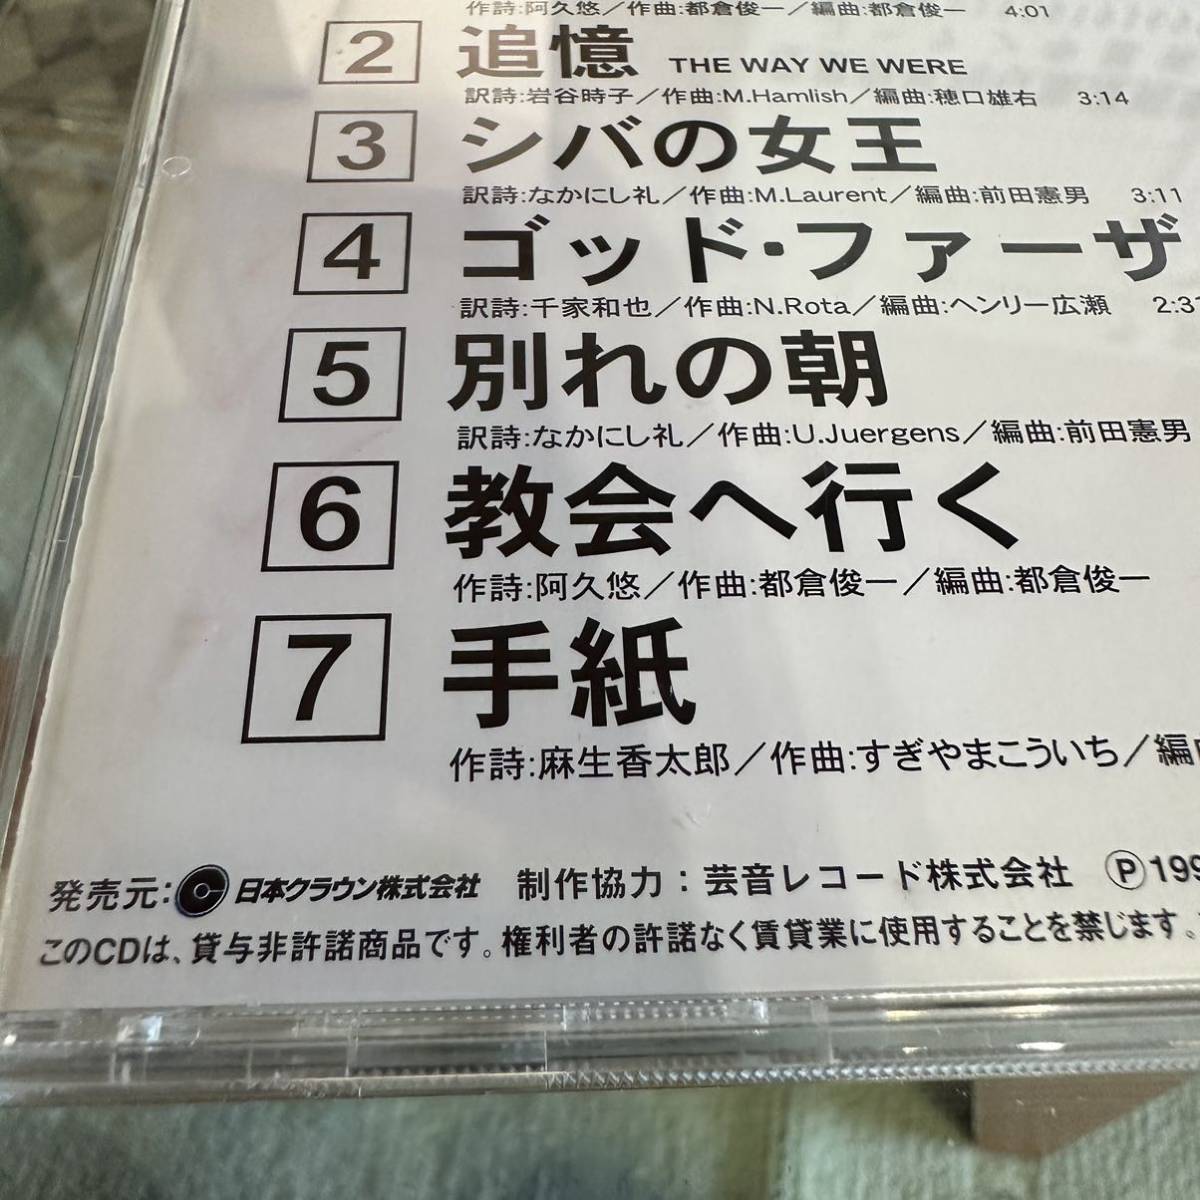 作詩:阿久悠／作曲:都倉俊一／編曲:都倉俊一 4:01
2 追憶 THE WAY WE WERE
訳詩:岩谷時子／作曲:M.Hamlish／編曲:穂口雄右 3:14
3 シバの女王
訳詩:なかにし礼／作曲:M.Laurent／編曲:前田憲男 3:11
4 ゴッド・ファーザ
訳詩:千家和也／作曲:N.Rota／編曲:ヘンリー広瀬 2:31
5 別れの朝
訳詩:なかにし礼／作曲:U.Juergens／編曲:前田憲男
6 教会へ行く
作詩:阿久悠／作曲:都倉俊一／編曲:都倉俊一
7 手紙
作詩:麻生香太郎／作曲:すぎやまこういち／編曲
発売元: 日本クラウン株式会社 制作協力：芸音レコード株式会社 Ⓟ199
このCDは、貸与非許諾商品です。権利者の許諾なく賃貸業に使用することを禁じます。